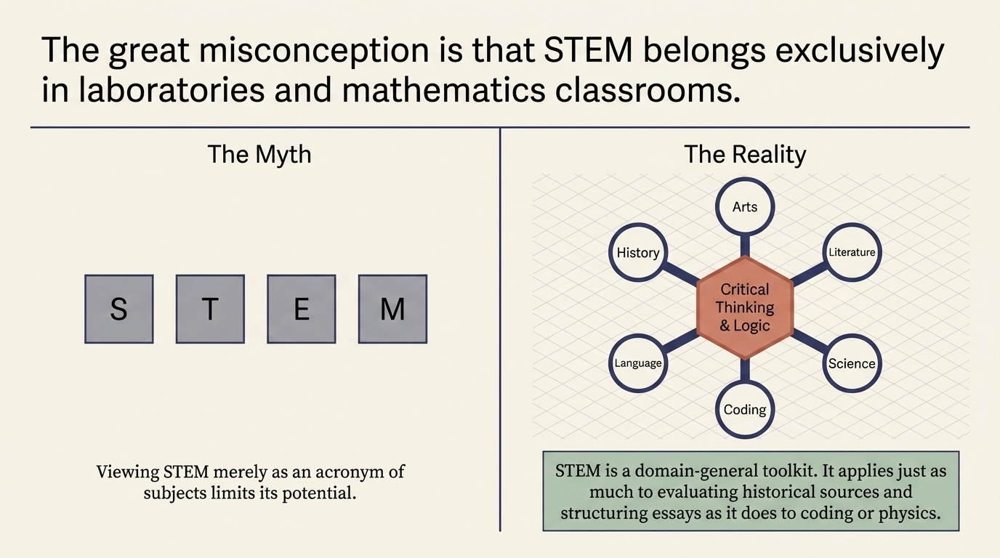 The great misconception is that STEM belongs exclusively
in laboratories and mathematics classrooms.
The Myth
S T E M
Viewing STEM merely as an acronym of
subjects limits its potential.
The Reality
Arts
History
Literature
Critical
Thinking
& Logic
Language
Science
Coding
STEM is a domain-general toolkit. It applies just as
much to evaluating historical sources and
structuring essays as it does to coding or physics.